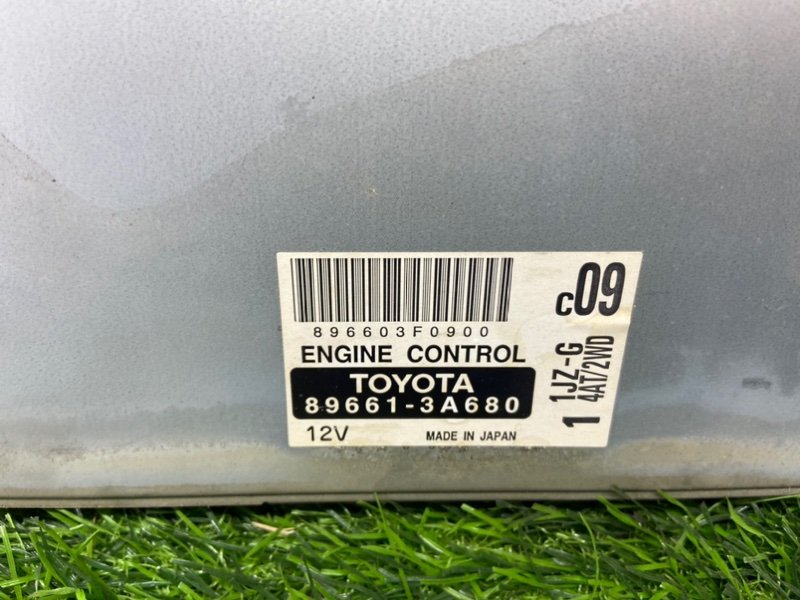 896603F0900
ENGINE CONTROL
TOYOTA
89661-3A680
12V MADE IN JAPAN
c09
1JZ-G
4AT/2WD
1